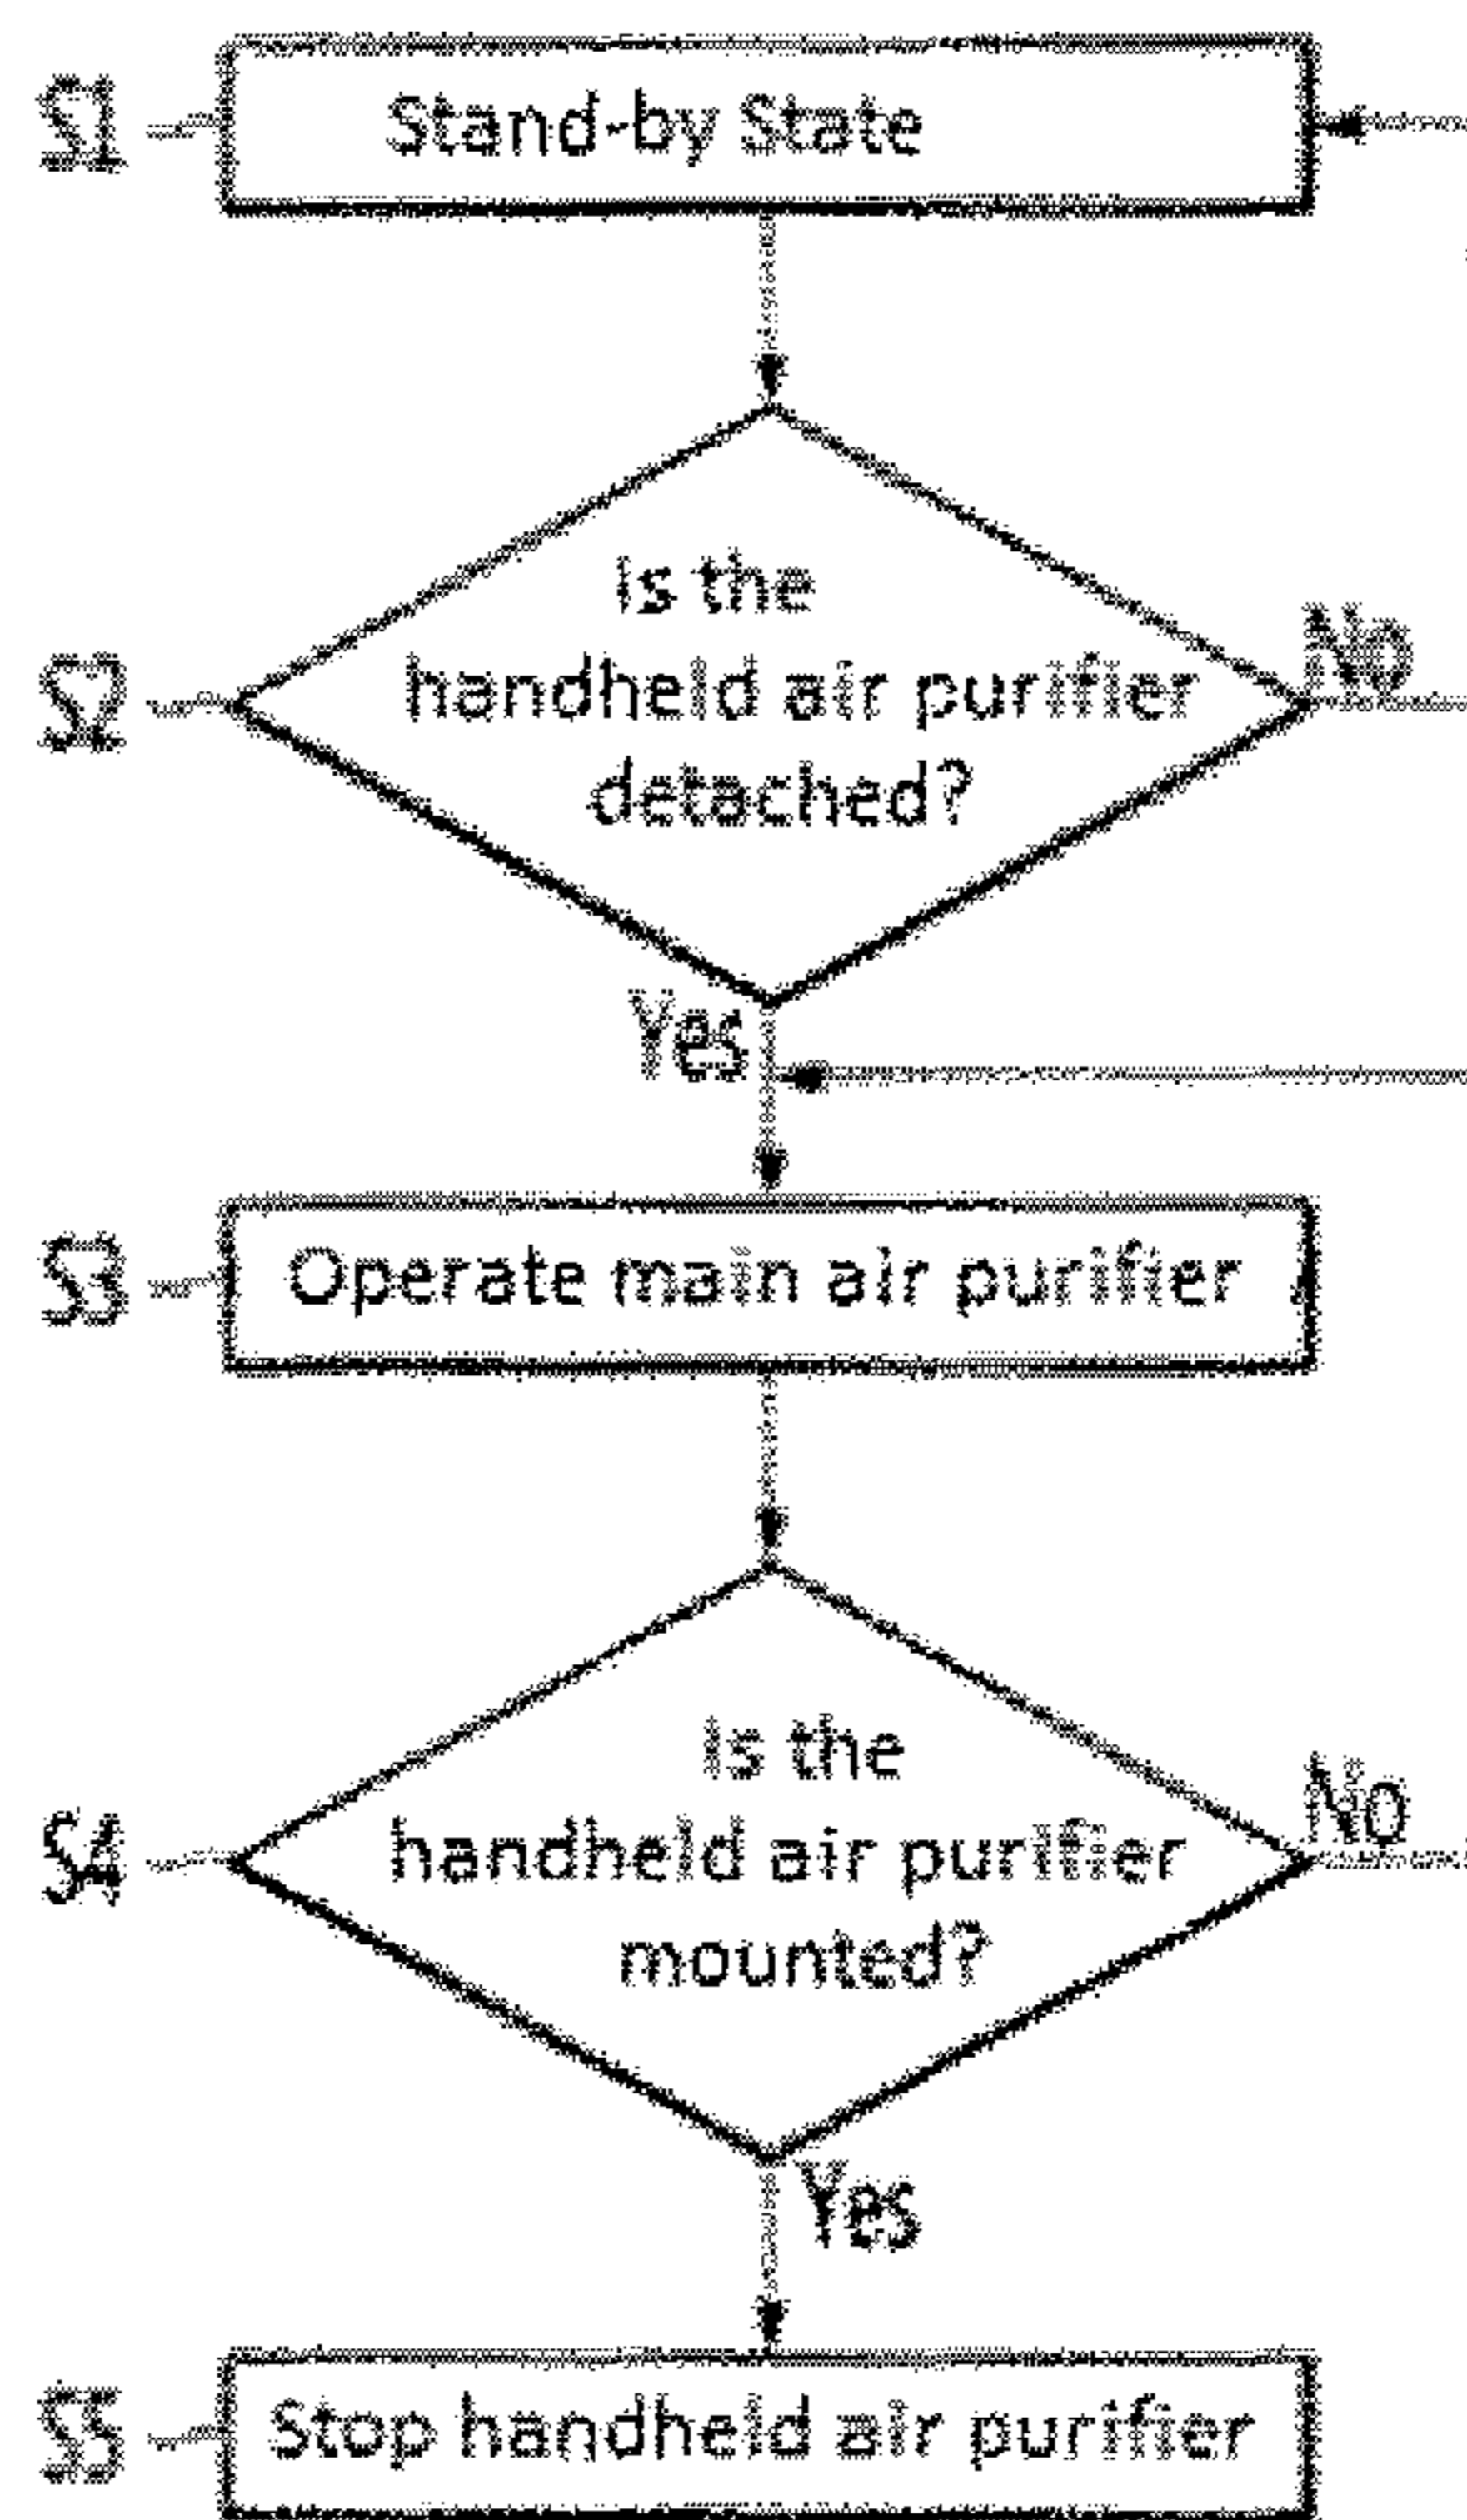 S1
Stand-by State
Is the
S2
handheld air purifier
No
detached?
Yes
S3
Operate main air purifier
Is the
S4
handheld air purifier
No
mounted?
Yes
S5
Stop handheld air purifier